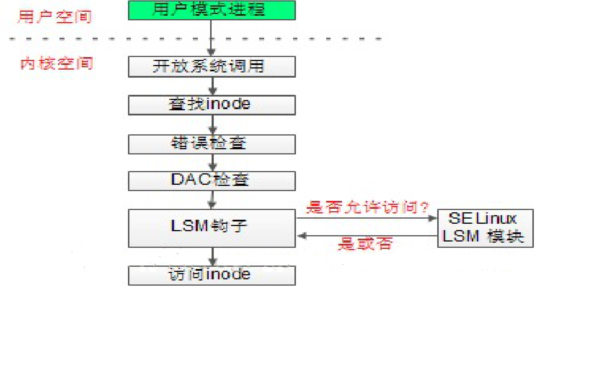 用户空间
用户模式进程
内核空间
开放系统调用
查找inode
错误检查
DAC检查
是否允许访问?
LSM钩子
SELinux
LSM 模块
是或否
访问inode